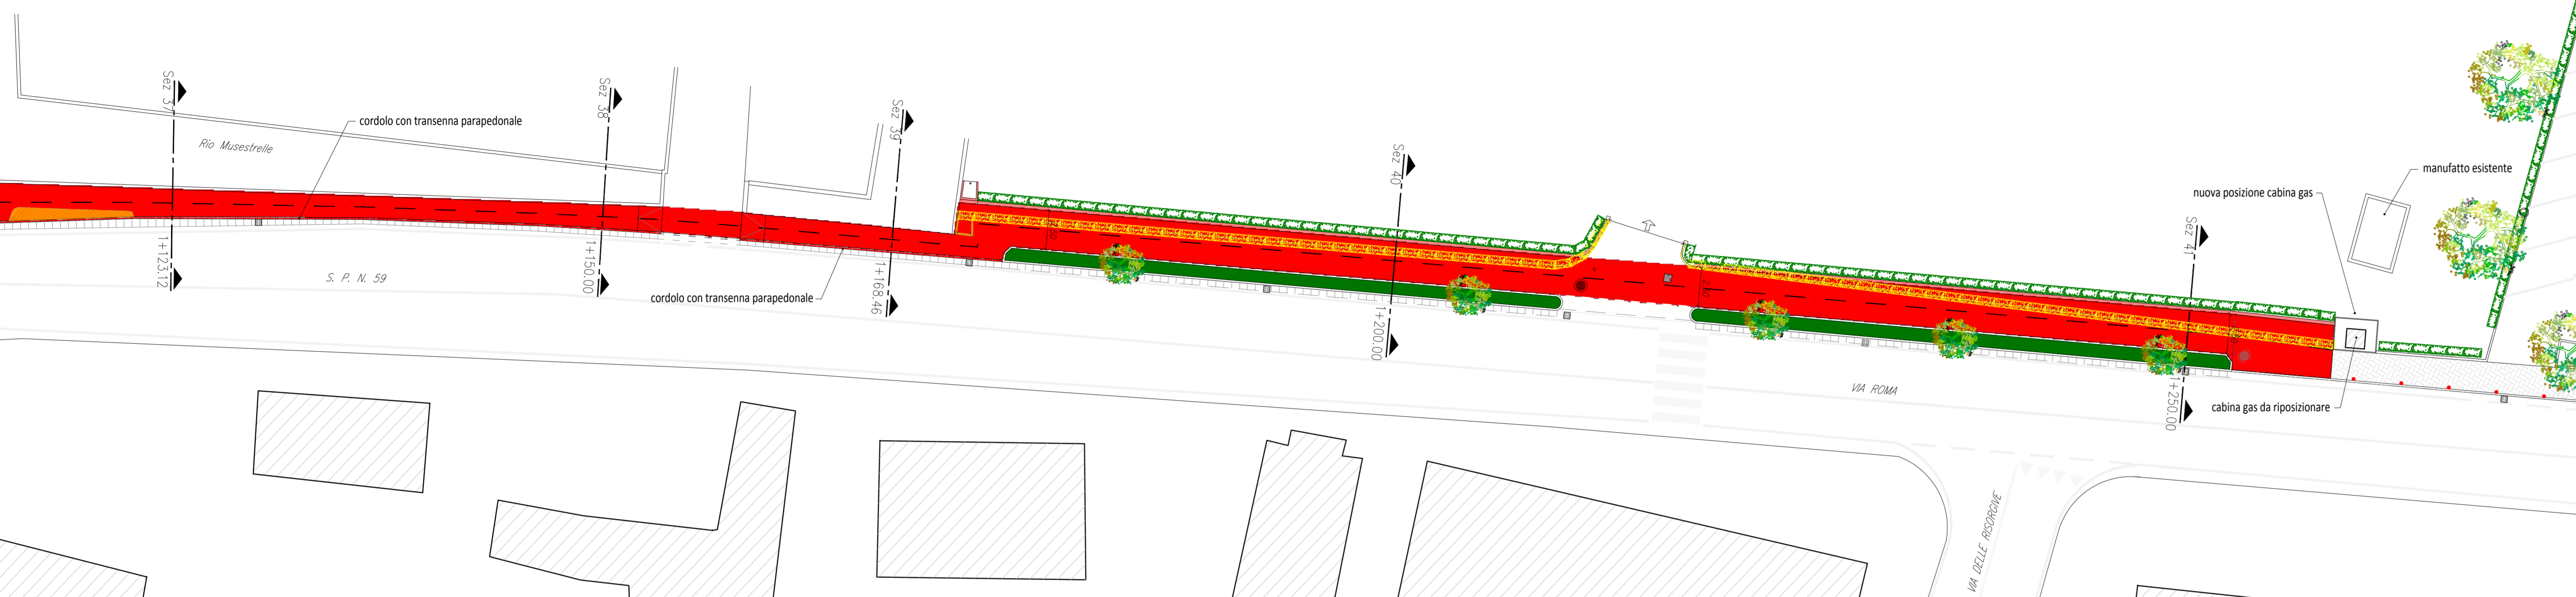 Sez 37
Sez 38
Sez 39
Sez 40
Sez 41
cordolo con transenna parapedonale
Rio Musestrelle
manufatto esistente
nuova posizione cabina gas
1+123.12
1+150.00
1+168.46
1+200.00
1+250.00
S. P. N. 59
cordolo con transenna parapedonale
VIA ROMA
cabina gas da riposizionare
VIA DELLE RISORGIVE